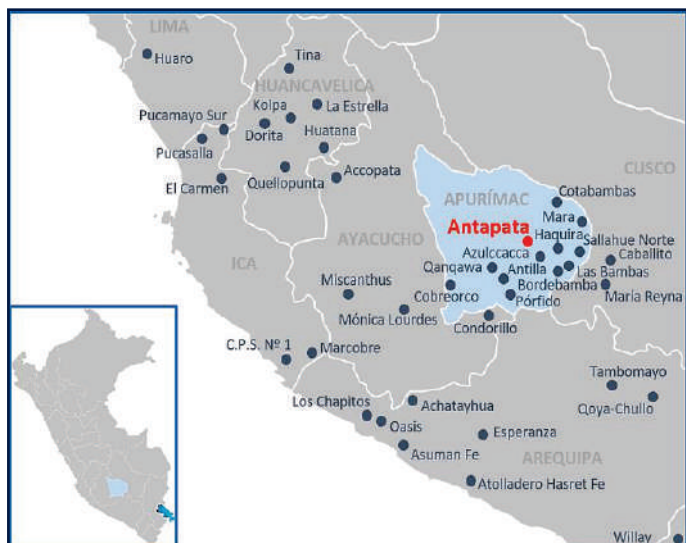 LIMA
Huaro
Tina
HUANCAVELICA
Kolpa
La Estrella
Pucamayo Sur
Dorita
Huatana
Pucasalla
El Carmen
Quellopunta
Accopata
CUSCO
APURÍMAC
Cotabambas
Mara
Antapata
Haquira
Sallahue Norte
AYACUCHO
Azulccacca
Caballito
ICA
Qanqawa
Antilla
Las Bambas
Miscanthus
Bordebamba
María Reyna
Cobreorco
Pórfido
Mónica Lourdes
Condorillo
C.P.S. Nº 1
Marcobre
Tambomayo
Los Chapitos
Achatayhua
Qoya-Chullo
Oasis
Esperanza
Asuman Fe
AREQUIPA
Atolladero Hasret Fe
Willay